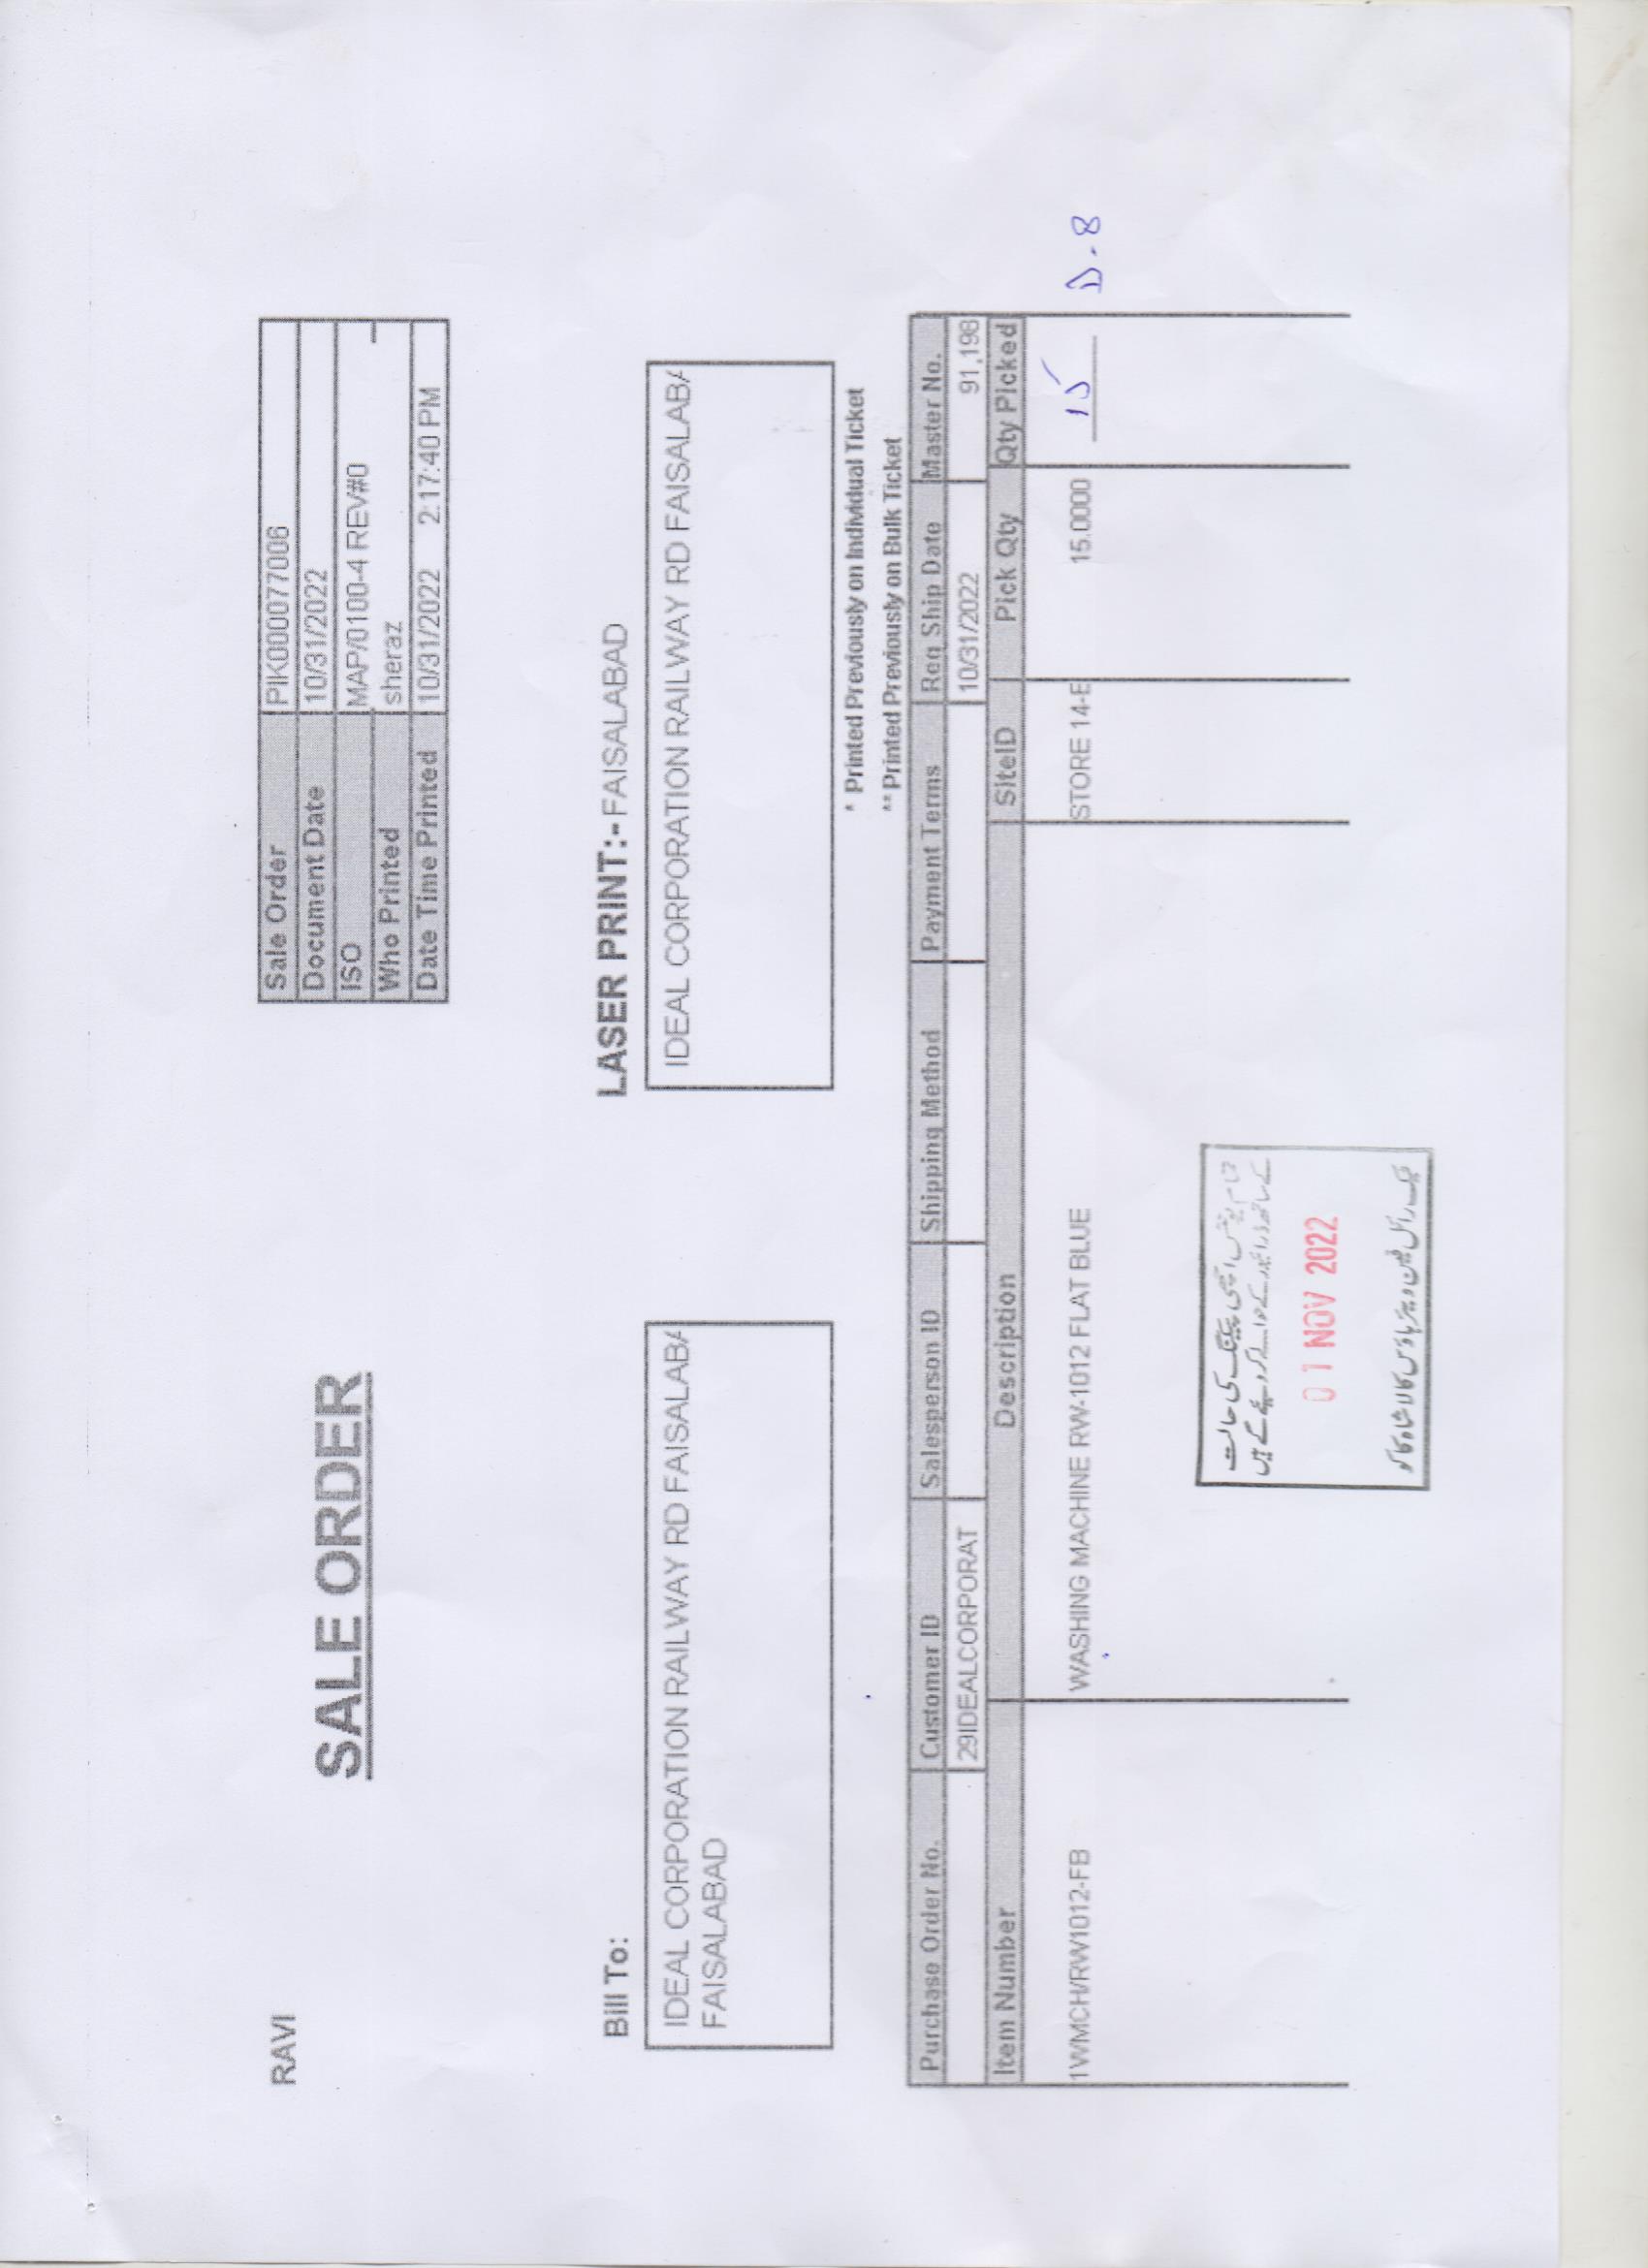 RAVI
SALE ORDER
Sale Order PIK000077006
Document Date 10/31/2022
ISO MAP/0100-4 REV#0
Who Printed sheraz
Date Time Printed 10/31/2022 2:17:40 PM
Bill To:
IDEAL CORPORATION RAILWAY RD FAISALABA
FAISALABAD
LASER PRINT:- FAISALABAD
IDEAL CORPORATION RAILWAY RD FAISALABA
* Printed Previously on Individual Ticket
** Printed Previously on Bulk Ticket
Purchase Order No. Customer ID Salesperson ID Shipping Method Payment Terms Req Ship Date Master No.
29IDEALCORPORAT 10/31/2022 91,198
Item Number Description SiteID Pick Qty Qty Picked
1WMCH/RW1012-FB WASHING MACHINE RW-1012 FLAT BLUE STORE 14-E 15.0000 15 D-8
تمام یونٹس اچھی پیکنگ کی حالت
کے ساتھ ڈرائیور کے حوالے کر دیئے گے ہیں
01 NOV 2022
پیک رائل فین ویئر ہاؤس کالا شاہ کاکو